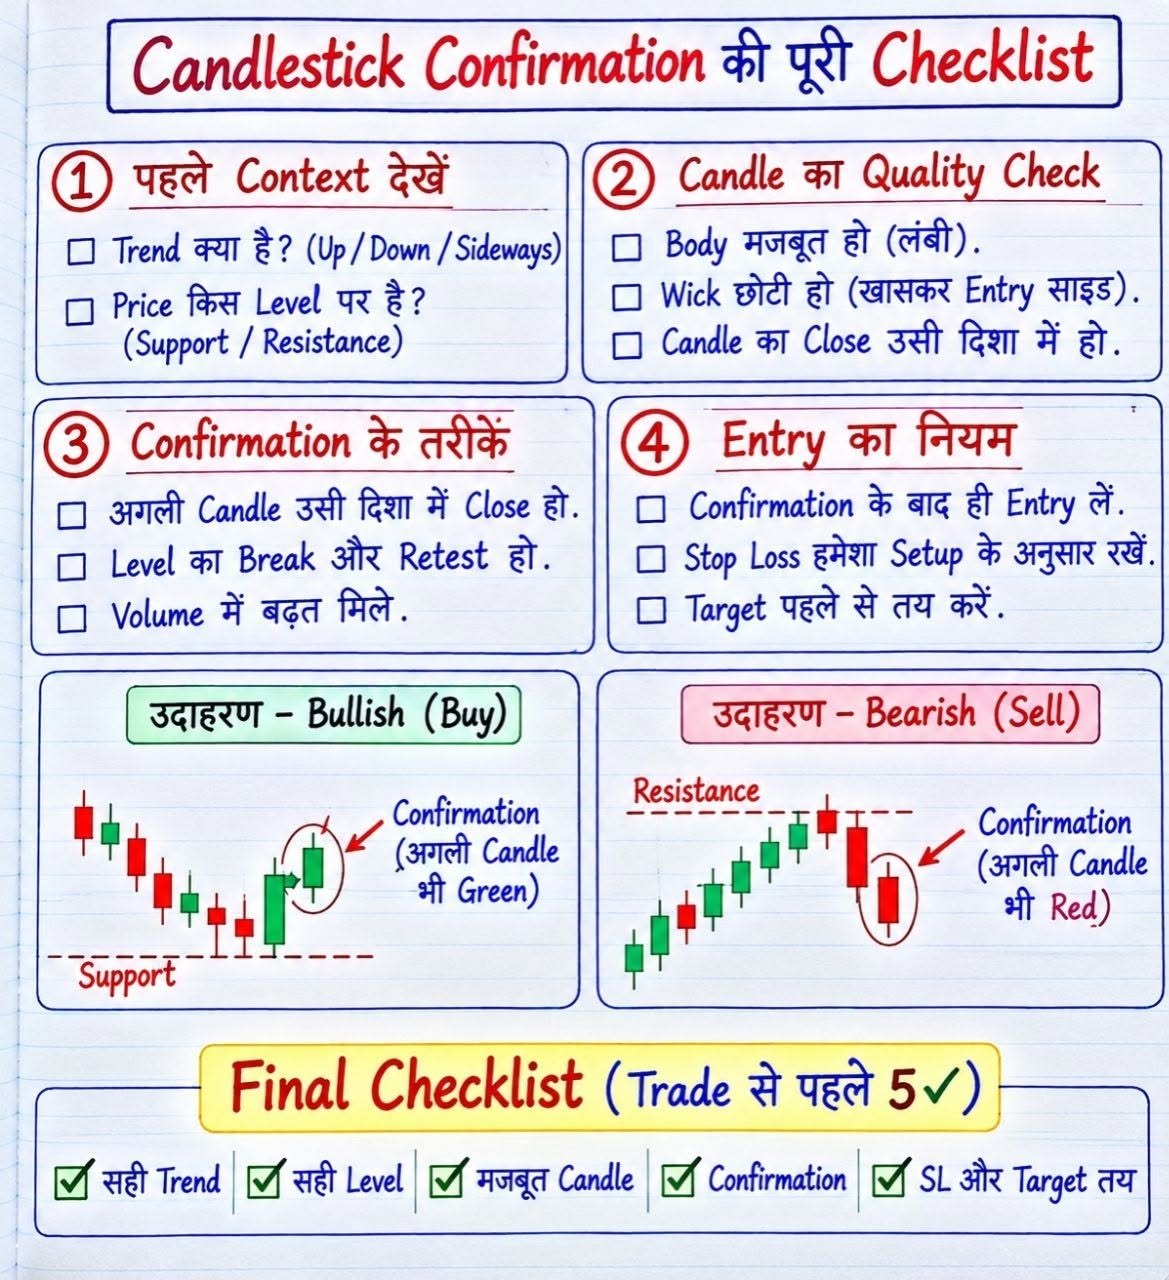 Candlestick Confirmation की पूरी Checklist
1 पहले Context देखें
Trend क्या है? (Up / Down / Sideways)
Price किस Level पर है?
(Support / Resistance)
2 Candle का Quality Check
Body मजबूत हो (लंबी).
Wick छोटी हो (खासकर Entry साइड).
Candle का Close उसी दिशा में हो.
3 Confirmation के तरीकें
अगली Candle उसी दिशा में Close हो.
Level का Break और Retest हो.
Volume में बढ़त मिले.
4 Entry का नियम
Confirmation के बाद ही Entry लें.
Stop Loss हमेशा Setup के अनुसार रखें.
Target पहले से तय करें.
उदाहरण – Bullish (Buy)
Confirmation
(अगली Candle
भी Green)
Support
उदाहरण – Bearish (Sell)
Resistance
Confirmation
(अगली Candle
भी Red)
Final Checklist (Trade से पहले 5✓)
सही Trend
सही Level
मजबूत Candle
Confirmation
SL और Target तय